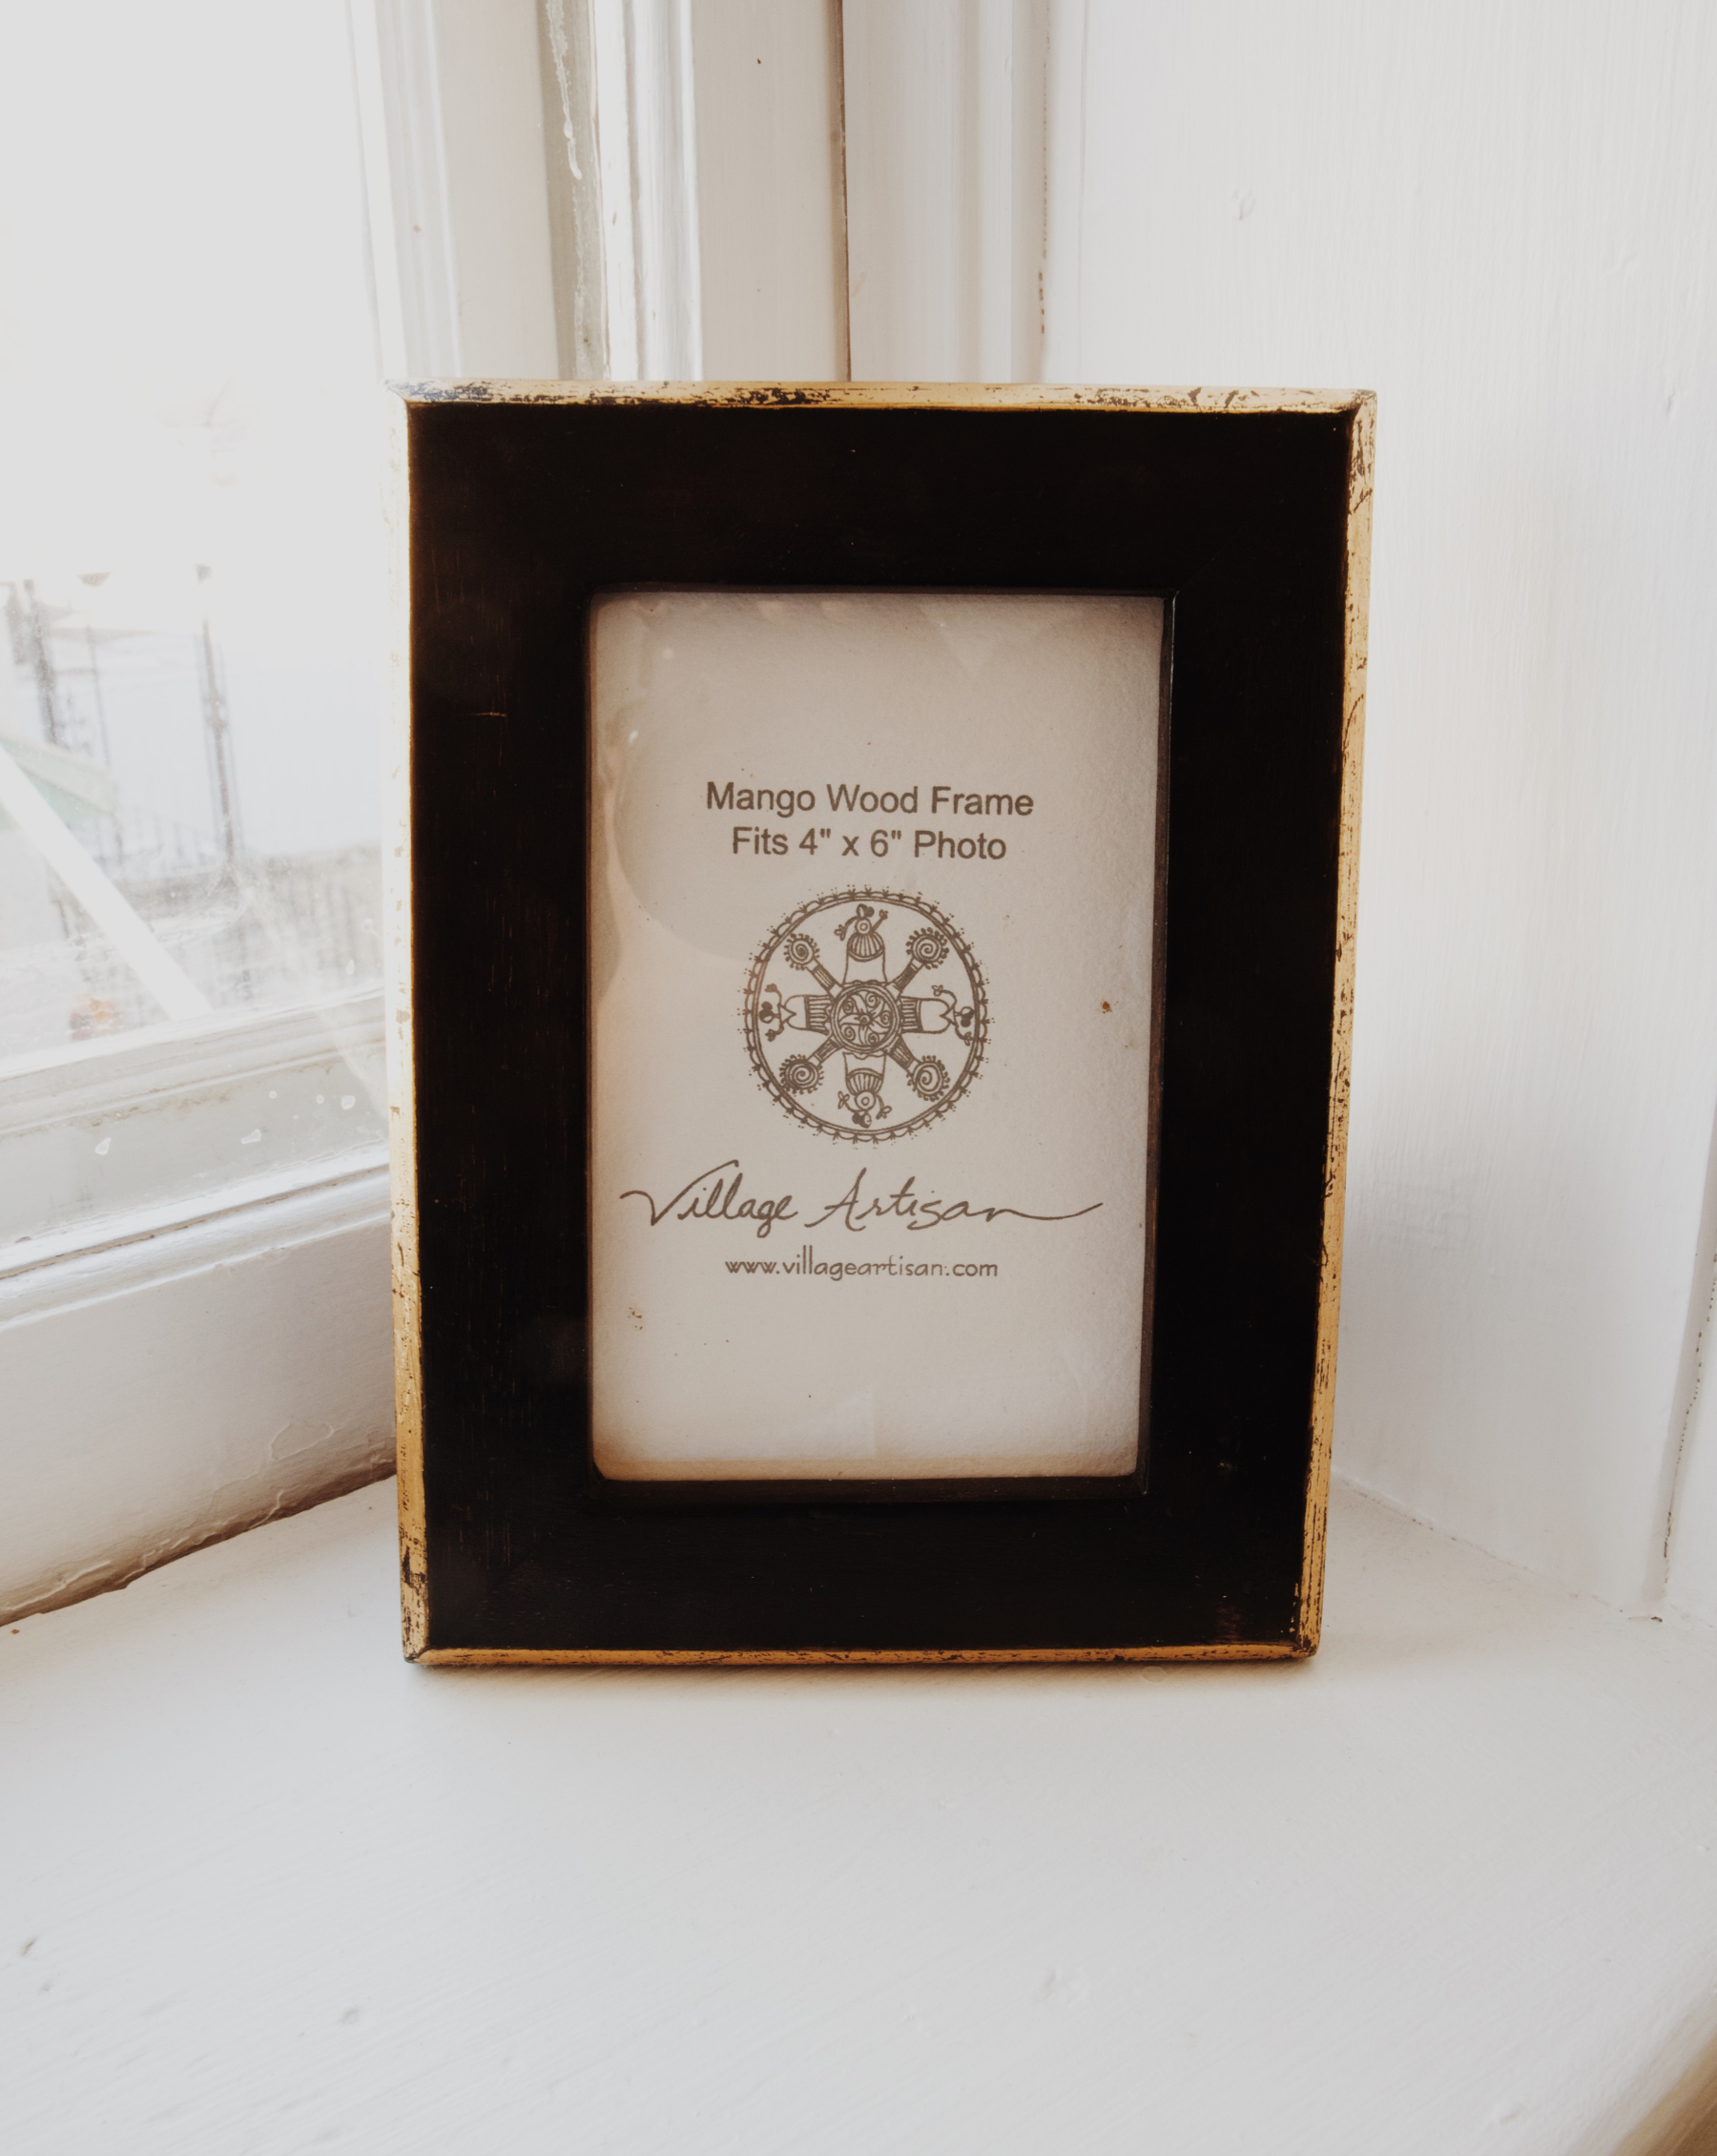 Mango Wood Frame
Fits 4" x 6" Photo
Village Artisan
www.villageartisan.com